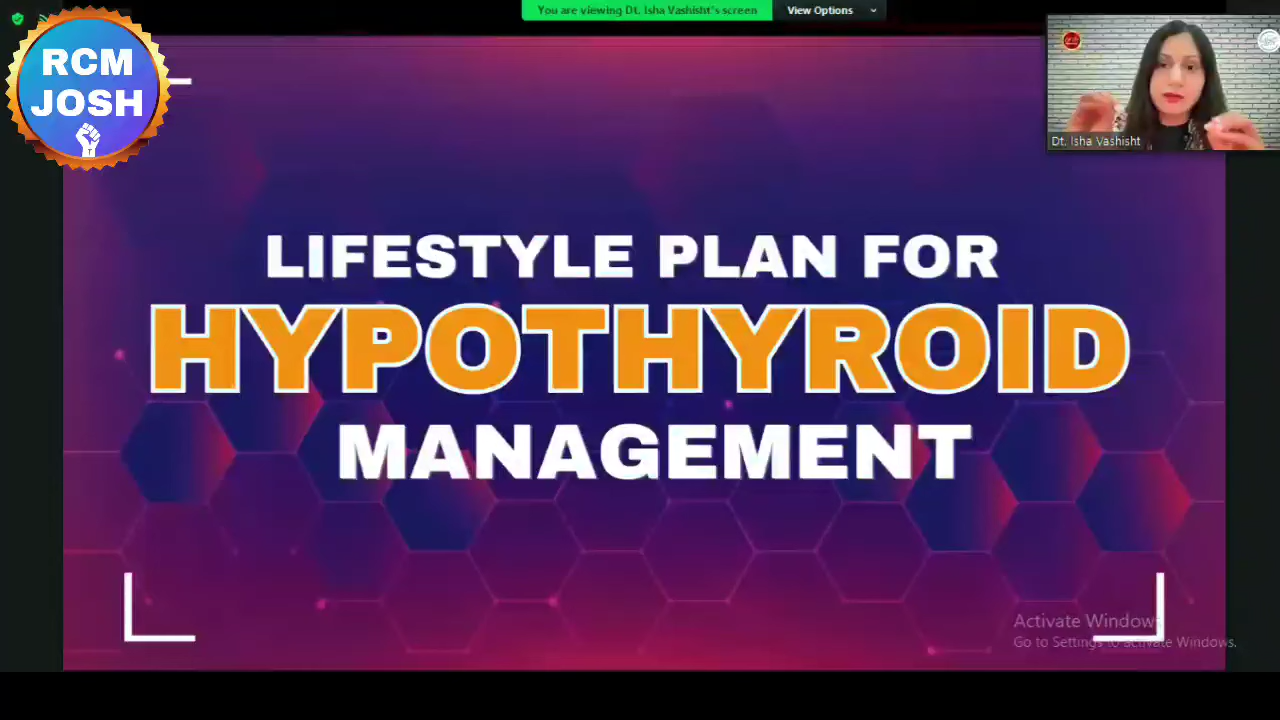 You are viewing Dt. Isha Vashisht's screen
View Options
RCM
JOSH
Dt. Isha Vashisht
LIFESTYLE PLAN FOR
HYPOTHYROID
MANAGEMENT
Activate Windows
Go to Settings to activate Windows.